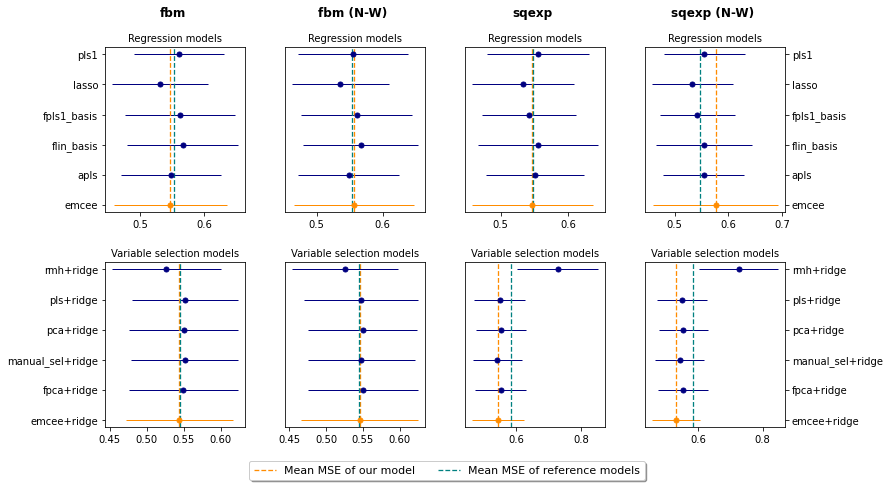 fbm fbm (N-W) sqexp sqexp (N-W)
Regression models Regression models Regression models Regression models
pls1 pls1
lasso lasso
fpls1_basis fpls1_basis
flin_basis flin_basis
apls apls
emcee emcee
0.5 0.6 0.5 0.6 0.5 0.6 0.5 0.6 0.7
Variable selection models Variable selection models Variable selection models Variable selection models
rmh+ridge rmh+ridge
pls+ridge pls+ridge
pca+ridge pca+ridge
manual_sel+ridge manual_sel+ridge
fpca+ridge fpca+ridge
emcee+ridge emcee+ridge
0.45 0.50 0.55 0.60 0.45 0.50 0.55 0.60 0.6 0.8 0.6 0.8
Mean MSE of our model Mean MSE of reference models